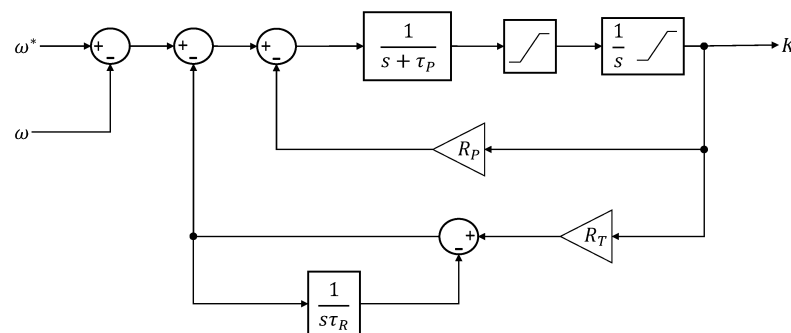 ω* + - + - + - 1/(s + τ_P) 1/s K
ω
R_P
- + R_T
1/(sτ_R)